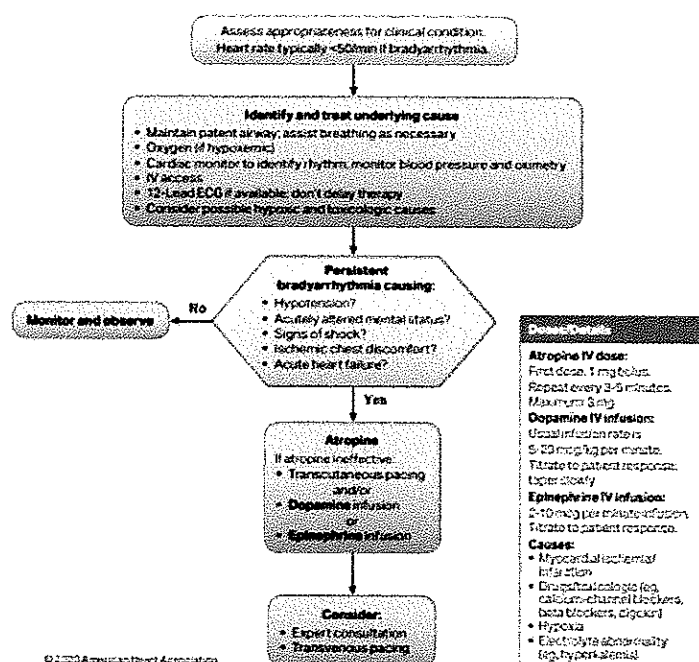 Assess appropriateness for clinical condition.
Heart rate typically <50/min if bradyarrhythmia.
Identify and treat underlying cause
• Maintain patent airway; assist breathing as necessary
• Oxygen (if hypoxemic)
• Cardiac monitor to identify rhythm; monitor blood pressure and oximetry
• IV access
• 12-Lead ECG if available; don't delay therapy
• Consider possible hypoxic and toxicologic causes
Persistent
bradyarrhythmia causing:
• Hypotension?
• Acutely altered mental status?
• Signs of shock?
• Ischemic chest discomfort?
• Acute heart failure?
No
Monitor and observe
Yes
Atropine
If atropine ineffective:
• Transcutaneous pacing
and/or
• Dopamine infusion
or
• Epinephrine infusion
Consider:
• Expert consultation
• Transvenous pacing
Doses/Details
Atropine IV dose:
First dose: 1 mg bolus.
Repeat every 3-5 minutes.
Maximum: 3 mg.
Dopamine IV infusion:
Usual infusion rate is
5-20 mcg/kg per minute.
Titrate to patient response;
taper slowly.
Epinephrine IV infusion:
2-10 mcg per minute infusion.
Titrate to patient response.
Causes:
• Myocardial ischemia/
infarction
• Drugs/toxicologic (eg,
calcium-channel blockers,
beta blockers, digoxin)
• Hypoxia
• Electrolyte abnormality
(eg, hyperkalemia)
© 2020 American Heart Association